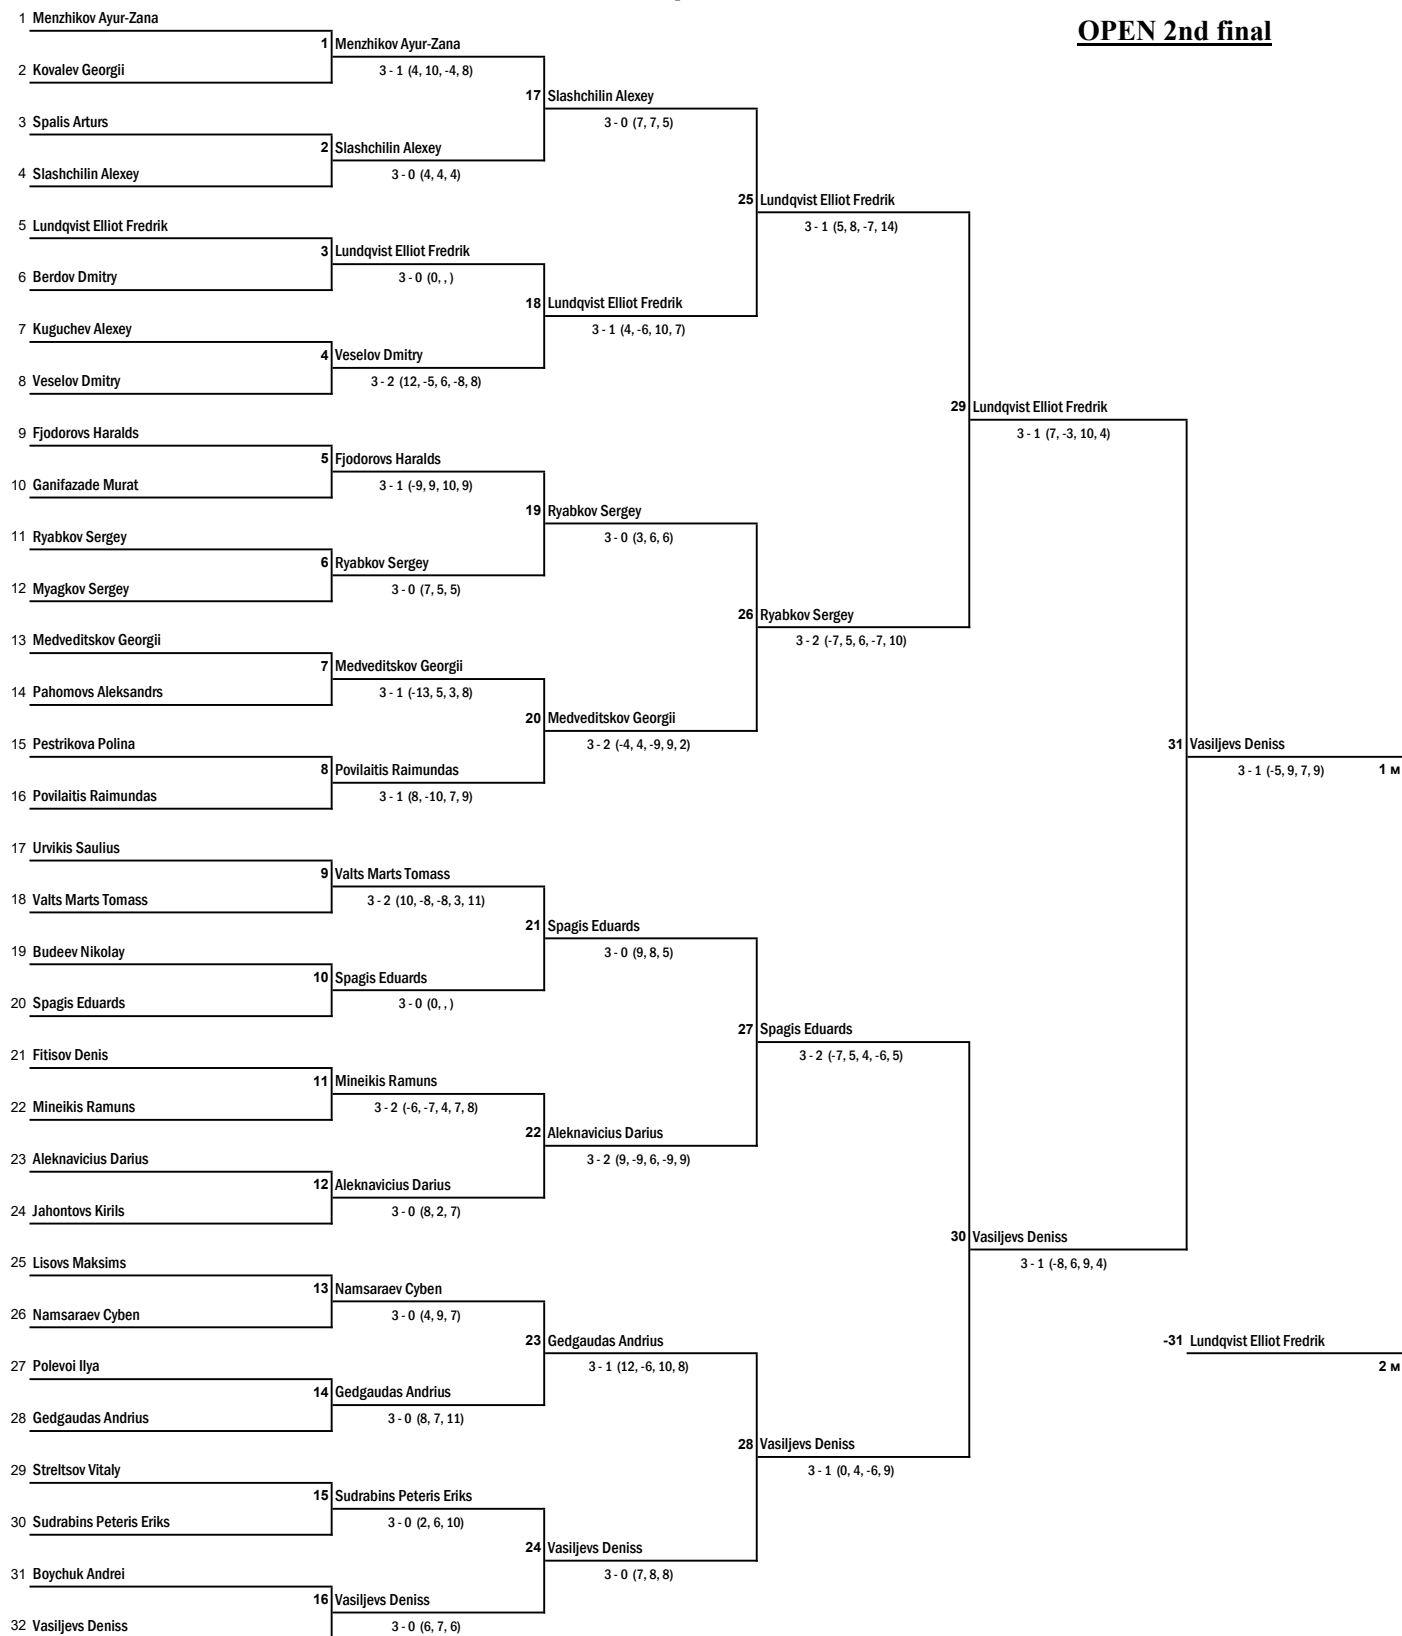 OPEN 2nd final
1 Menzhikov Ayur-Zana
1 Menzhikov Ayur-Zana
2 Kovalev Georgii
3 - 1 (4, 10, -4, 8)
17 Slashchilin Alexey
3 Spalis Arturs
3 - 0 (7, 7, 5)
2 Slashchilin Alexey
4 Slashchilin Alexey
3 - 0 (4, 4, 4)
25 Lundqvist Elliot Fredrik
5 Lundqvist Elliot Fredrik
3 - 1 (5, 8, -7, 14)
3 Lundqvist Elliot Fredrik
6 Berdov Dmitry
3 - 0 (0, , )
18 Lundqvist Elliot Fredrik
7 Kuguchev Alexey
3 - 1 (4, -6, 10, 7)
4 Veselov Dmitry
8 Veselov Dmitry
3 - 2 (12, -5, 6, -8, 8)
29 Lundqvist Elliot Fredrik
9 Fjodorovs Haralds
3 - 1 (7, -3, 10, 4)
5 Fjodorovs Haralds
10 Ganifazade Murat
3 - 1 (-9, 9, 10, 9)
19 Ryabkov Sergey
11 Ryabkov Sergey
3 - 0 (3, 6, 6)
6 Ryabkov Sergey
12 Myagkov Sergey
3 - 0 (7, 5, 5)
26 Ryabkov Sergey
13 Medveditskov Georgii
3 - 2 (-7, 5, 6, -7, 10)
7 Medveditskov Georgii
14 Pahomovs Aleksandrs
3 - 1 (-13, 5, 3, 8)
20 Medveditskov Georgii
15 Pestrikova Polina
3 - 2 (-4, 4, -9, 9, 2)
31 Vasiljevs Deniss
8 Povilaitis Raimundas
3 - 1 (-5, 9, 7, 9)
1 м
16 Povilaitis Raimundas
3 - 1 (8, -10, 7, 9)
17 Urvikis Saulius
9 Valts Marts Tomass
18 Valts Marts Tomass
3 - 2 (10, -8, -8, 3, 11)
21 Spagis Eduards
19 Budeev Nikolay
3 - 0 (9, 8, 5)
10 Spagis Eduards
20 Spagis Eduards
3 - 0 (0, , )
27 Spagis Eduards
21 Fitisov Denis
3 - 2 (-7, 5, 4, -6, 5)
11 Mineikis Ramuns
22 Mineikis Ramuns
3 - 2 (-6, -7, 4, 7, 8)
22 Aleknavicius Darius
23 Aleknavicius Darius
3 - 2 (9, -9, 6, -9, 9)
12 Aleknavicius Darius
24 Jahontovs Kirils
3 - 0 (8, 2, 7)
30 Vasiljevs Deniss
25 Lisovs Maksims
3 - 1 (-8, 6, 9, 4)
13 Namsaraev Cyben
26 Namsaraev Cyben
3 - 0 (4, 9, 7)
23 Gedgaudas Andrius
-31 Lundqvist Elliot Fredrik
27 Polevoi Ilya
3 - 1 (12, -6, 10, 8)
2 м
14 Gedgaudas Andrius
28 Gedgaudas Andrius
3 - 0 (8, 7, 11)
28 Vasiljevs Deniss
29 Streltsov Vitaly
3 - 1 (0, 4, -6, 9)
15 Sudrabins Peteris Eriks
30 Sudrabins Peteris Eriks
3 - 0 (2, 6, 10)
24 Vasiljevs Deniss
31 Boychuk Andrei
3 - 0 (7, 8, 8)
16 Vasiljevs Deniss
32 Vasiljevs Deniss
3 - 0 (6, 7, 6)